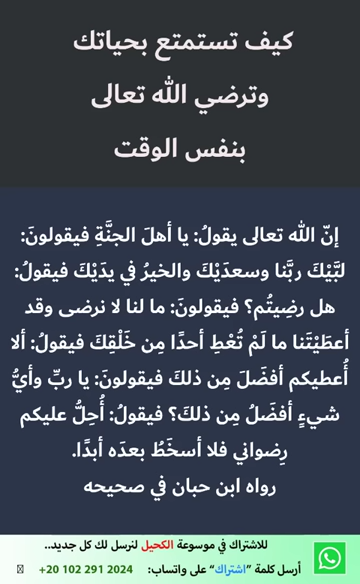 كيف تستمتع بحياتك
وترضي الله تعالى
بنفس الوقت
إنّ الله تعالى يقولُ: يا أهلَ الجنَّةِ فيقولونَ:
لبَّيْكَ ربَّنا وسعدَيْكَ والخيرُ في يدَيْكَ فيقولُ:
هل رضِيتُم؟ فيقولونَ: ما لنا لا نرضى وقد
أعطَيْتَنا ما لَمْ تُعْطِ أحدًا مِن خَلْقِكَ فيقولُ: ألا
أُعطيكم أفضَلَ مِن ذلكَ فيقولونَ: يا ربِّ وأيُّ
شيءٍ أفضَلُ مِن ذلكَ؟ فيقولُ: أُحِلُّ عليكم
رِضواني فلا أسخَطُ بعدَه أبدًا.
رواه ابن حبان في صحيحه
للاشتراك في موسوعة الكحيل لنرسل لك كل جديد..
أرسل كلمة "اشتراك" على واتساب: +20 102 291 2024